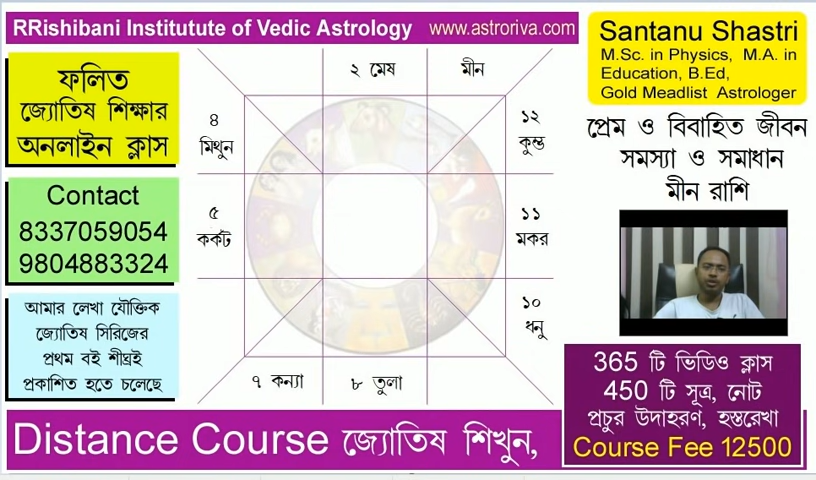 RRishibani Institutute of Vedic Astrology www.astroriva.com
Santanu Shastri
M.Sc. in Physics, M.A. in
Education, B.Ed,
Gold Meadlist Astrologer
ফলিত
জ্যোতিষ শিক্ষার
অনলাইন ক্লাস
Contact
8337059054
9804883324
আমার লেখা যৌক্তিক
জ্যোতিষ সিরিজের
প্রথম বই শীঘ্রই
প্রকাশিত হতে চলেছে
২ মেষ
মীন
৪
মিথুন
১২
কুম্ভ
৫
কর্কট
১১
মকর
১০
ধনু
৭ কন্যা
৮ তুলা
প্রেম ও বিবাহিত জীবন
সমস্যা ও সমাধান
মীন রাশি
365 টি ভিডিও ক্লাস
450 টি সূত্র, নোট
প্রচুর উদাহরণ, হস্তরেখা
Course Fee 12500
Distance Course জ্যোতিষ শিখুন,